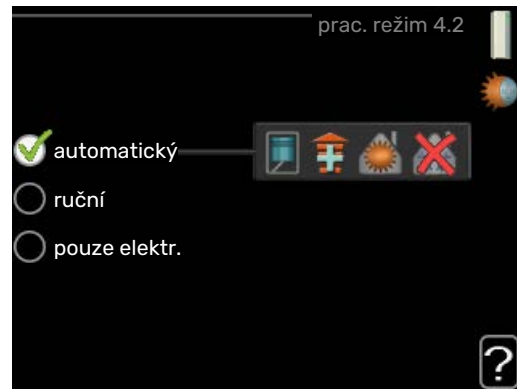 prac. režim 4.2
automatický
ruční
pouze elektr.
?